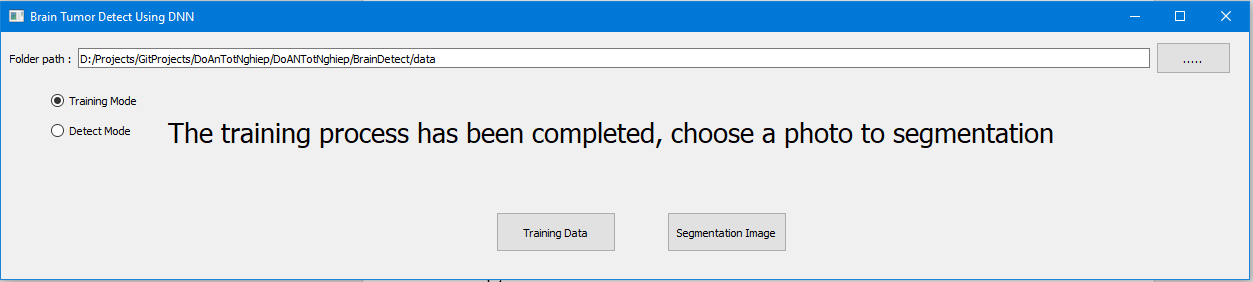 Brain Tumor Detect Using DNN
Folder path : D:/Projects/GitProjects/DoAnTotNghiep/DoANTotNghiep/BrainDetect/data .....
Training Mode
Detect Mode
The training process has been completed, choose a photo to segmentation
Training Data Segmentation Image